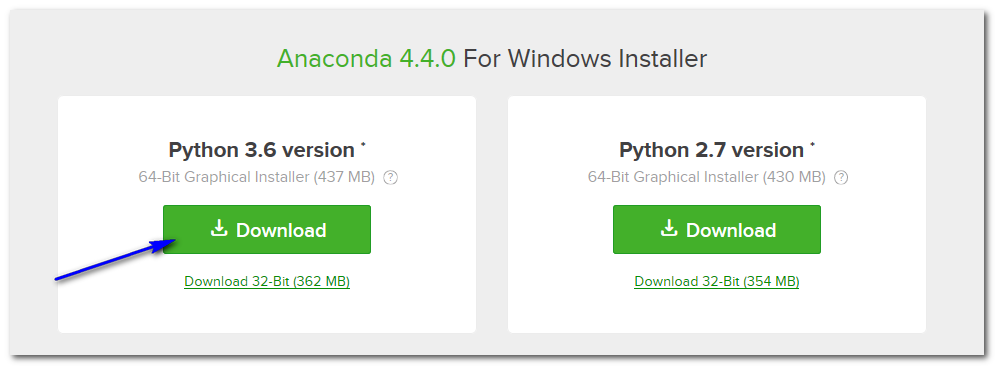 Anaconda 4.4.0 For Windows Installer
Python 3.6 version *
64-Bit Graphical Installer (437 MB) ?
Download
Download 32-Bit (362 MB)
Python 2.7 version *
64-Bit Graphical Installer (430 MB) ?
Download
Download 32-Bit (354 MB)